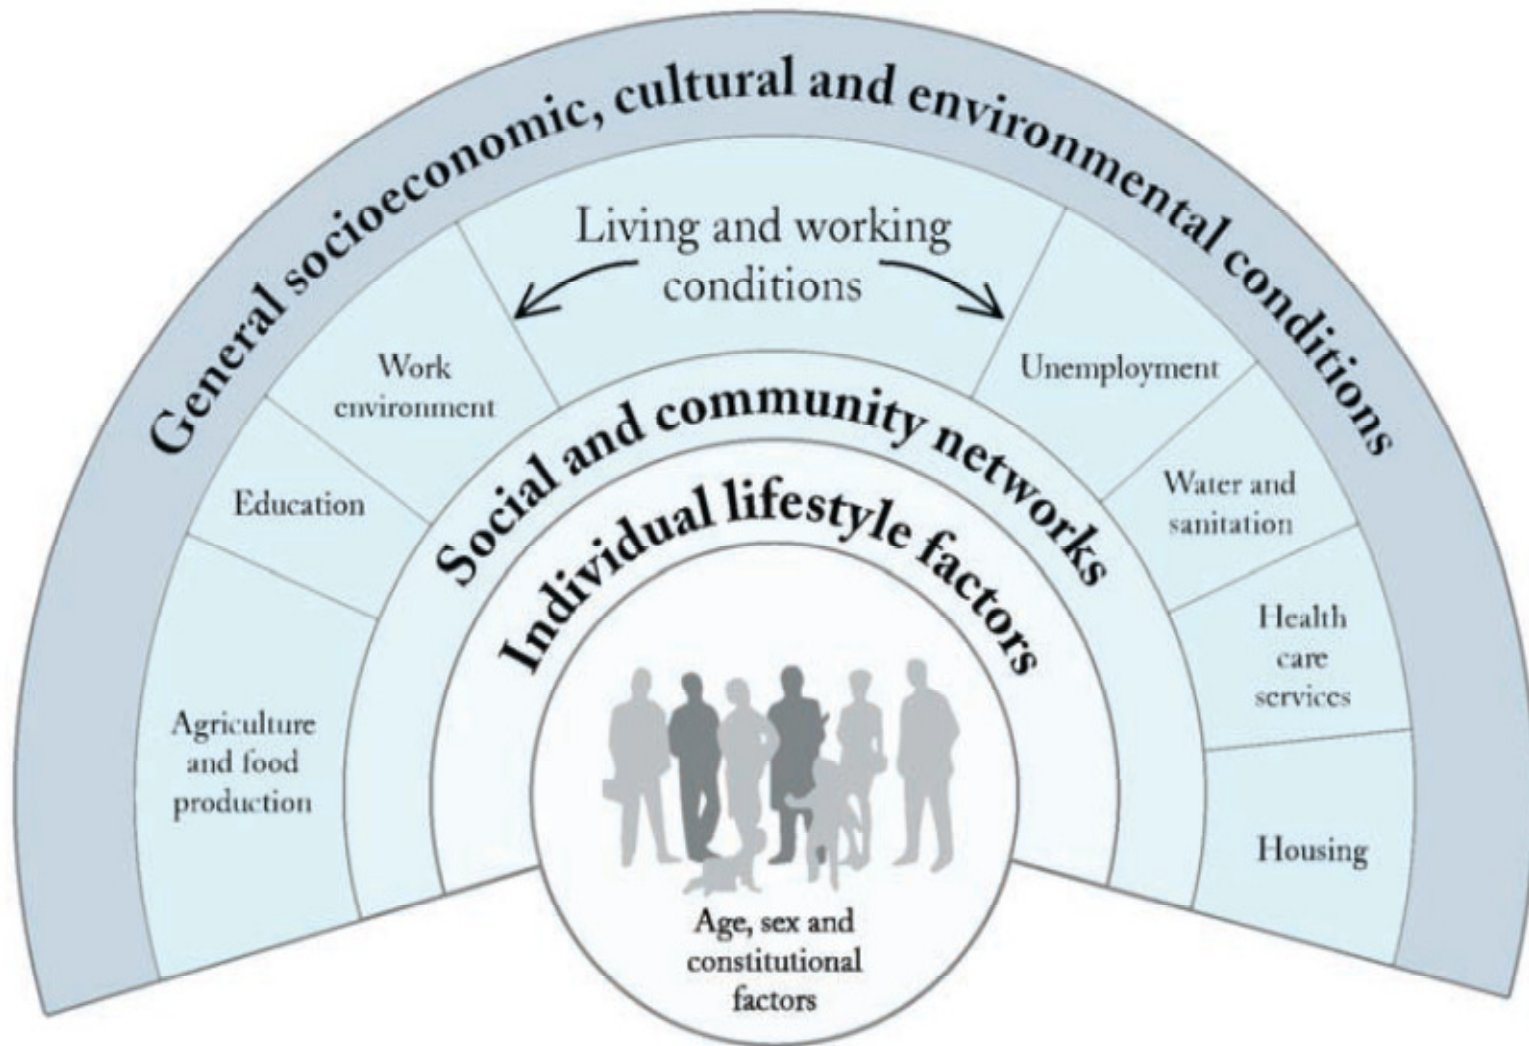 General socioeconomic, cultural and environmental conditions
Living and working
conditions
Work
environment
Unemployment
Education
Water and
sanitation
Agriculture
and food
production
Health
care
services
Housing
Social and community networks
Individual lifestyle factors
Age, sex and
constitutional
factors